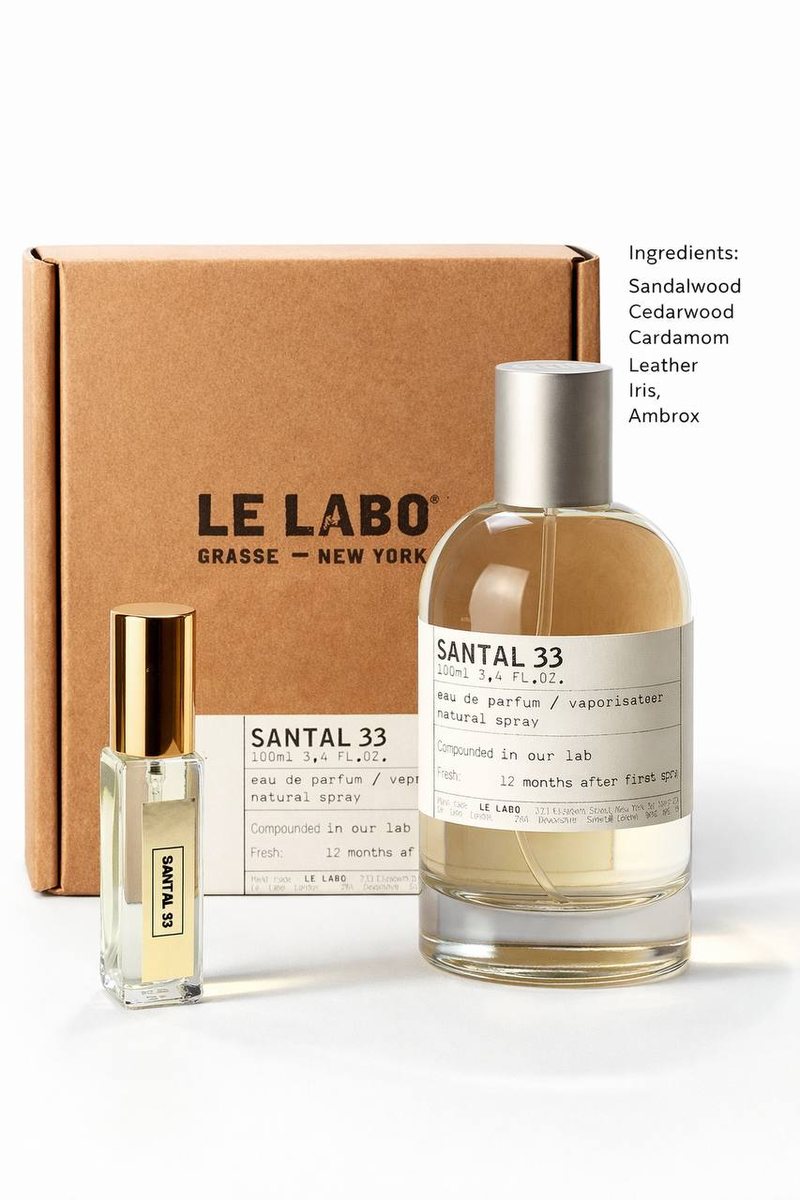 Ingredients:
Sandalwood
Cedarwood
Cardamom
Leather
Iris,
Ambrox
LE LABO®
GRASSE — NEW YORK
SANTAL 33
100ml 3,4 FL.OZ.
eau de parfum / vepr
natural spray
Compounded in our lab
Fresh: 12 months af
LE LABO
SANTAL 33
100ml 3,4 FL.OZ.
eau de parfum / vaporisateer
natural spray
Compounded in our lab
Fresh: 12 months after first spra
LE LABO
SANTAL 33